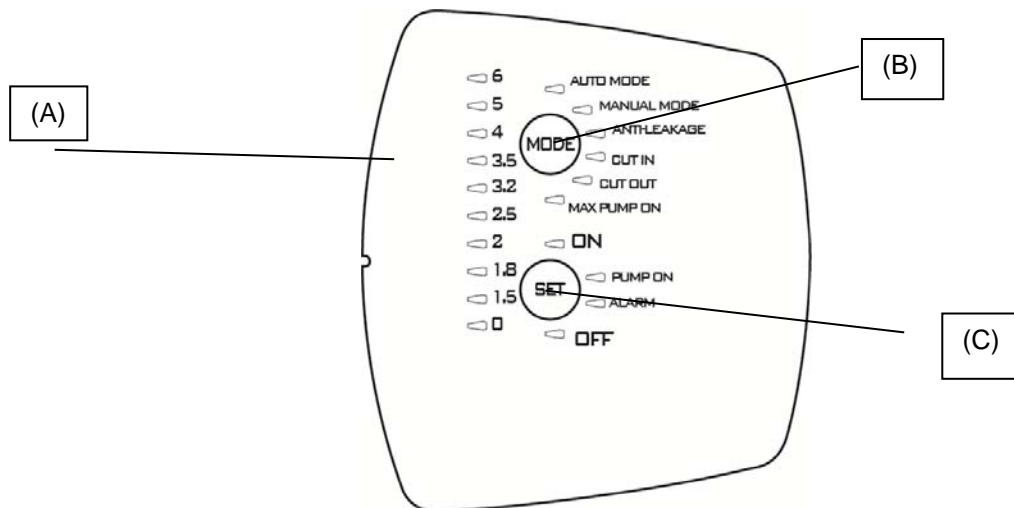 (A)
(B)
(C)
6
5
4
3.5
3.2
2.5
2
1.8
1.5
0
AUTO MODE
MANUAL MODE
ANTI-LEAKAGE
MODE
CUT IN
CUT OUT
MAX PUMP ON
ON
PUMP ON
SET
ALARM
OFF